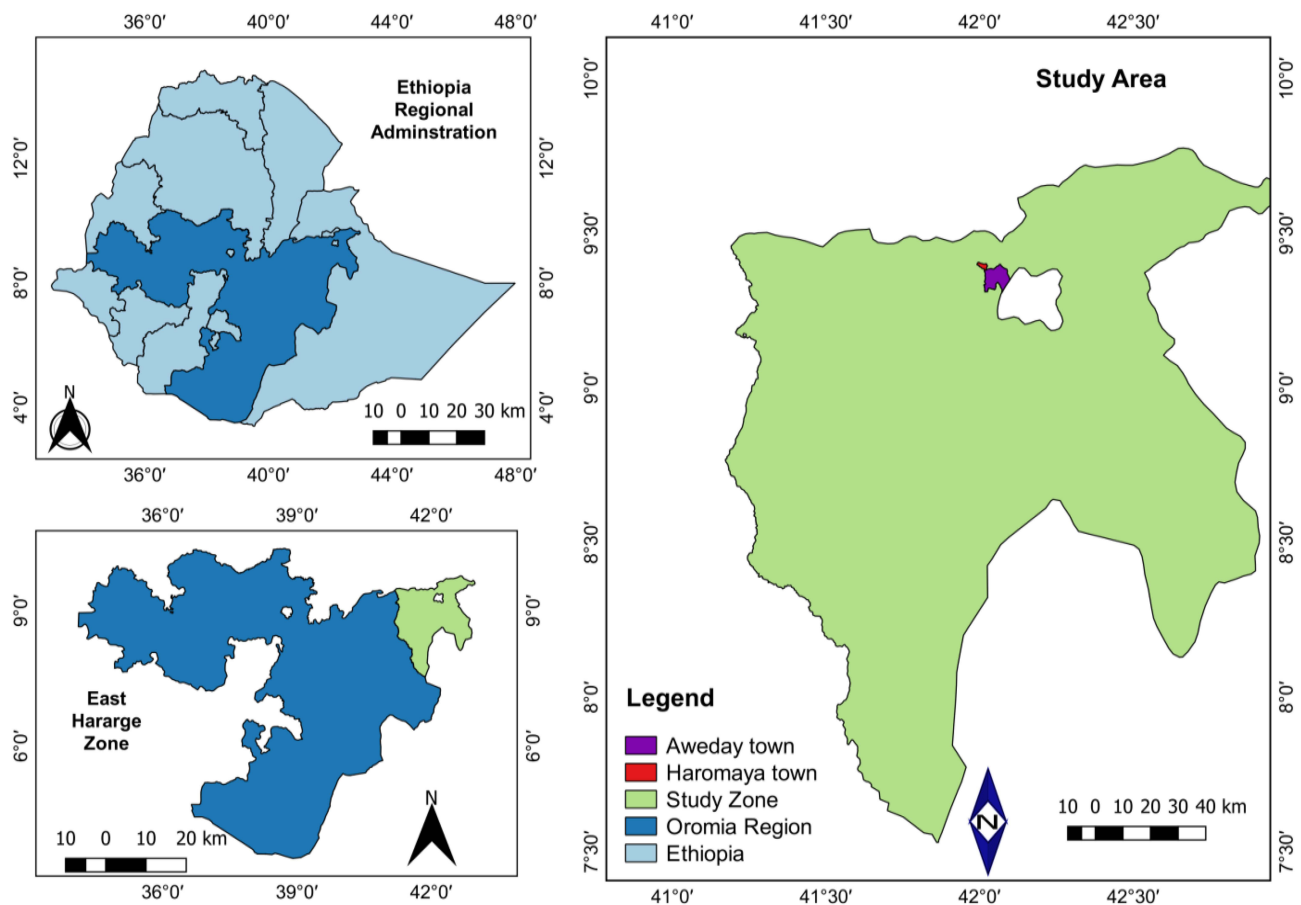 36°0' 40°0' 44°0' 48°0'
Ethiopia
Regional
Adminstration
12°0' 12°0'
8°0' 8°0'
4°0' 4°0'
N
10 0 10 20 30 km
36°0' 40°0' 44°0' 48°0'
36°0' 39°0' 42°0'
9°0' 9°0'
East
Hararge
Zone
6°0' 6°0'
N
10 0 10 20 km
36°0' 39°0' 42°0'
41°0' 41°30' 42°0' 42°30'
Study Area
10°0' 10°0'
9°30' 9°30'
9°0' 9°0'
8°30' 8°30'
8°0' 8°0'
7°30' 7°30'
Legend
Aweday town
Haromaya town
Study Zone
Oromia Region
Ethiopia
N
10 0 10 20 30 40 km
41°0' 41°30' 42°0' 42°30'